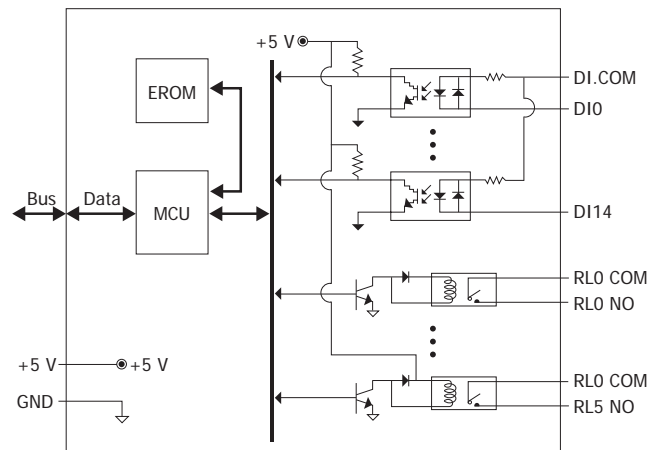 +5 V
EROM
DI.COM
DI0
Bus
Data
MCU
DI14
RL0 COM
RL0 NO
+5 V
+5 V
GND
RL0 COM
RL5 NO